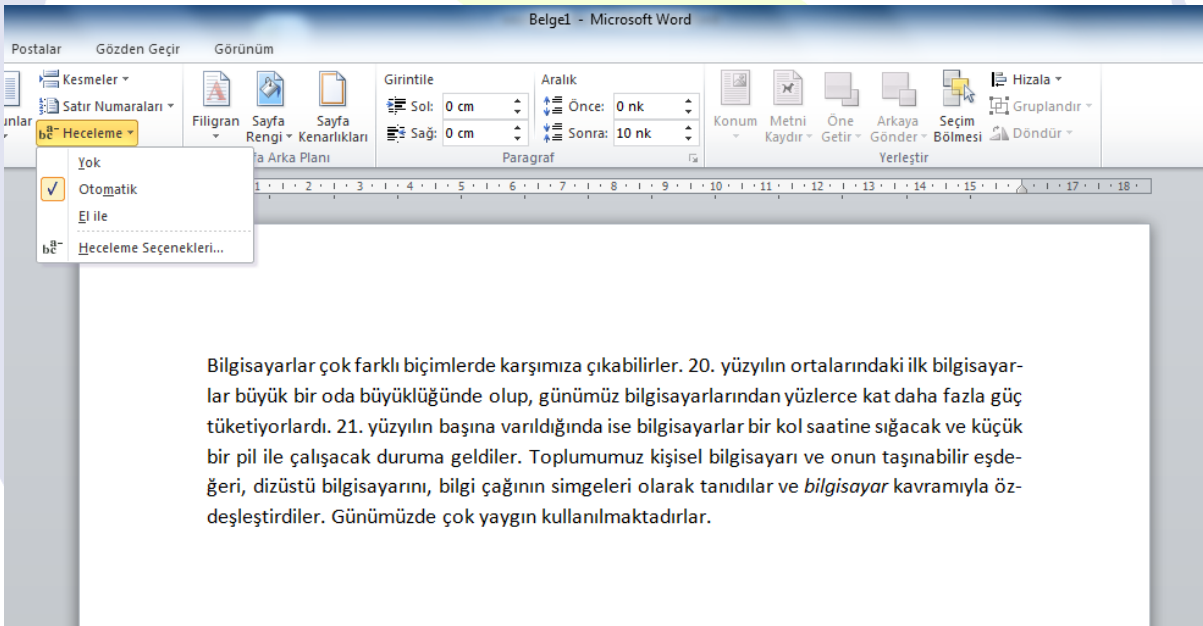 Belge1 - Microsoft Word
Postalar Gözden Geçir Görünüm
Kesmeler Girintile Aralık Hizala
Satır Numaraları Sol: 0 cm Önce: 0 nk Gruplandır
Heceleme Filigran Sayfa Rengi Sayfa Kenarlıkları Sağ: 0 cm Sonra: 10 nk Konum Metni Kaydır Öne Getir Arkaya Gönder Seçim Bölmesi Döndür
Arka Planı Paragraf Yerleştir
Yok
Otomatik
El ile
Heceleme Seçenekleri...
1 2 3 4 5 6 7 8 9 10 11 12 13 14 15 17 18
Bilgisayarlar çok farklı biçimlerde karşımıza çıkabilirler. 20. yüzyılın ortalarındaki ilk bilgisayar-
lar büyük bir oda büyüklüğünde olup, günümüz bilgisayarlarından yüzlerce kat daha fazla güç
tüketiyorlardı. 21. yüzyılın başına varıldığında ise bilgisayarlar bir kol saatine sığacak ve küçük
bir pil ile çalışacak duruma geldiler. Toplumumuz kişisel bilgisayarı ve onun taşınabilir eşde-
ğeri, dizüstü bilgisayarını, bilgi çağının simgeleri olarak tanıdılar ve bilgisayar kavramıyla öz-
deşleştirdiler. Günümüzde çok yaygın kullanılmaktadırlar.